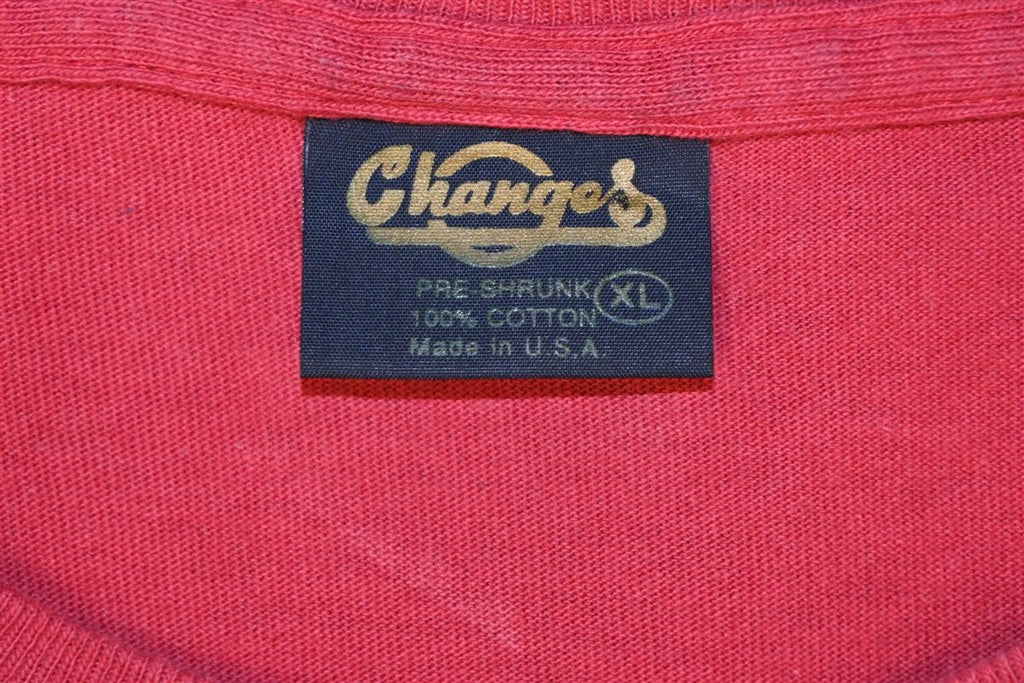 Changes
PRE-SHRUNK XL
100% COTTON
Made in U.S.A.